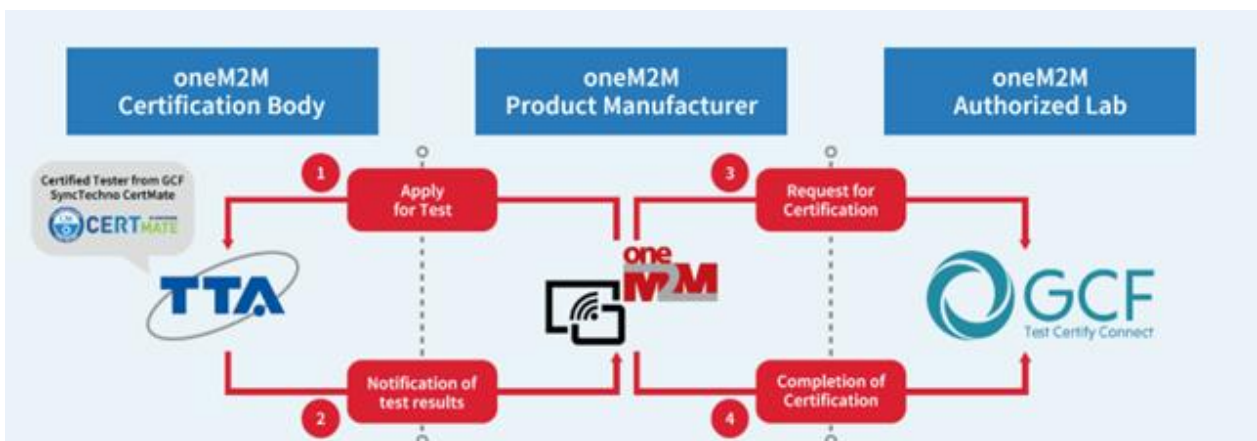 oneM2M
Certification Body
oneM2M
Product Manufacturer
oneM2M
Authorized Lab
Certified Tester from GCF
SyncTechno CertMate
CERTMATE
TTA
1
Apply
for Test
2
Notification of
test results
one
M2M
3
Request for
Certification
4
Completion of
Certification
GCF
Test Certify Connect